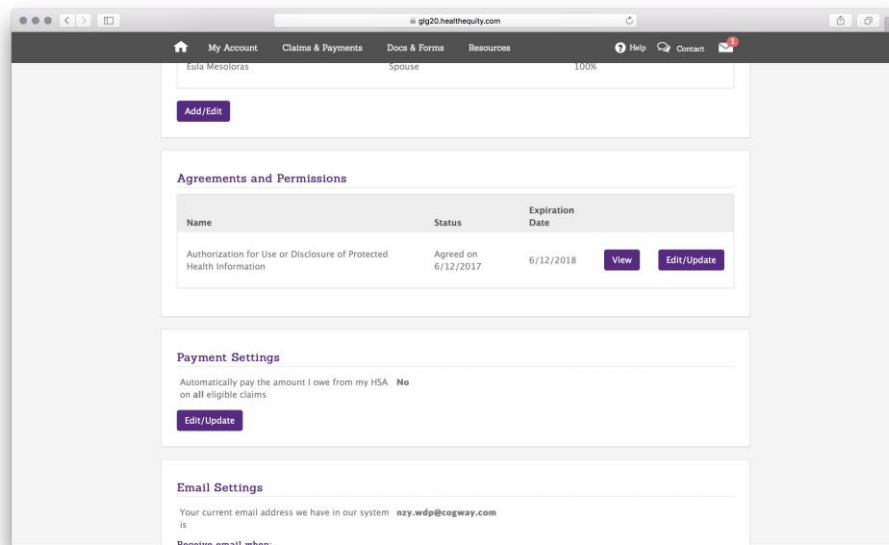 glg20.healthequity.com
My Account Claims & Payments Docs & Forms Resources ? Help Contact 1
Eula Mesoloras Spouse 100%
Add/Edit
Agreements and Permissions
Name Status Expiration Date
Authorization for Use or Disclosure of Protected Health Information Agreed on 6/12/2017 6/12/2018 View Edit/Update
Payment Settings
Automatically pay the amount I owe from my HSA No
on all eligible claims
Edit/Update
Email Settings
Your current email address we have in our system nzy.wdp@cogway.com
is
Receive email when: